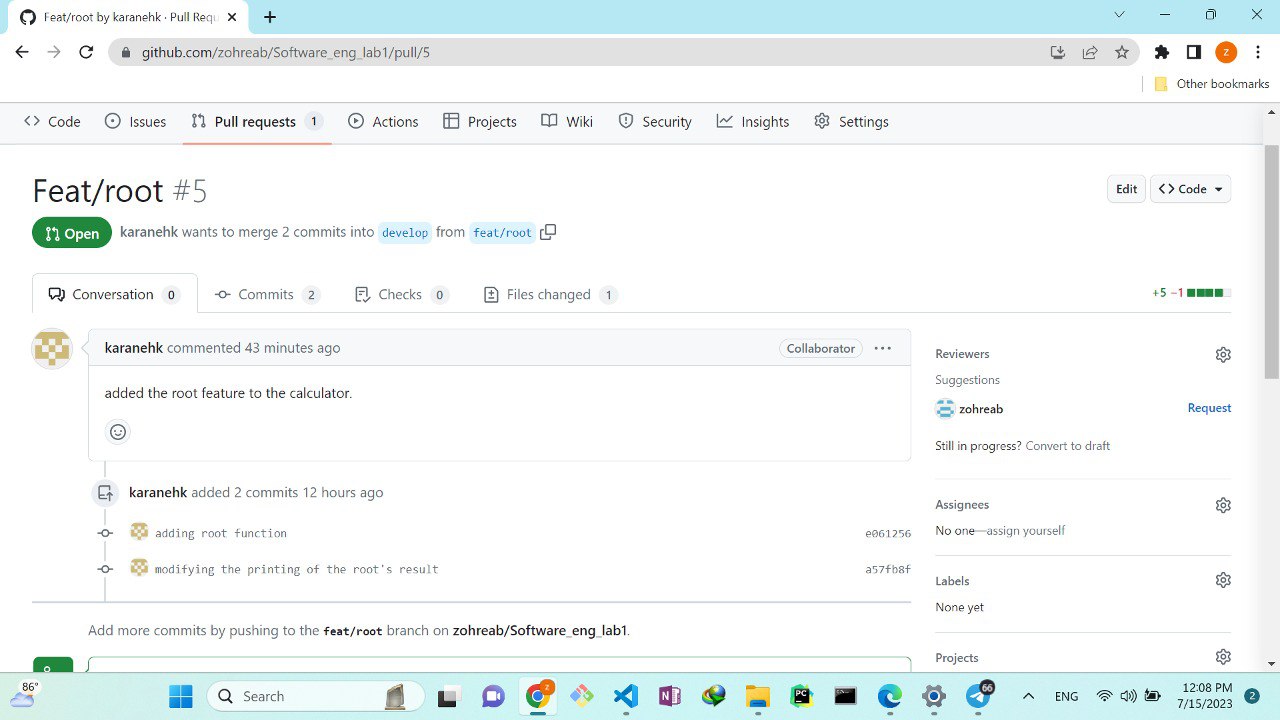 Feat/root by karanehk · Pull Requ
github.com/zohreab/Software_eng_lab1/pull/5
z
Other bookmarks
Code Issues Pull requests 1 Actions Projects Wiki Security Insights Settings
Feat/root #5
Edit Code
Open karanehk wants to merge 2 commits into develop from feat/root
Conversation 0 Commits 2 Checks 0 Files changed 1 +5 −1
karanehk commented 43 minutes ago Collaborator
added the root feature to the calculator.
karanehk added 2 commits 12 hours ago
adding root function e061256
modifying the printing of the root's result a57fb8f
Add more commits by pushing to the feat/root branch on zohreab/Software_eng_lab1.
Reviewers
Suggestions
zohreab Request
Still in progress? Convert to draft
Assignees
No one—assign yourself
Labels
None yet
Projects
86°
Search
z
PC
66
ENG
12:08 PM
7/15/2023
2